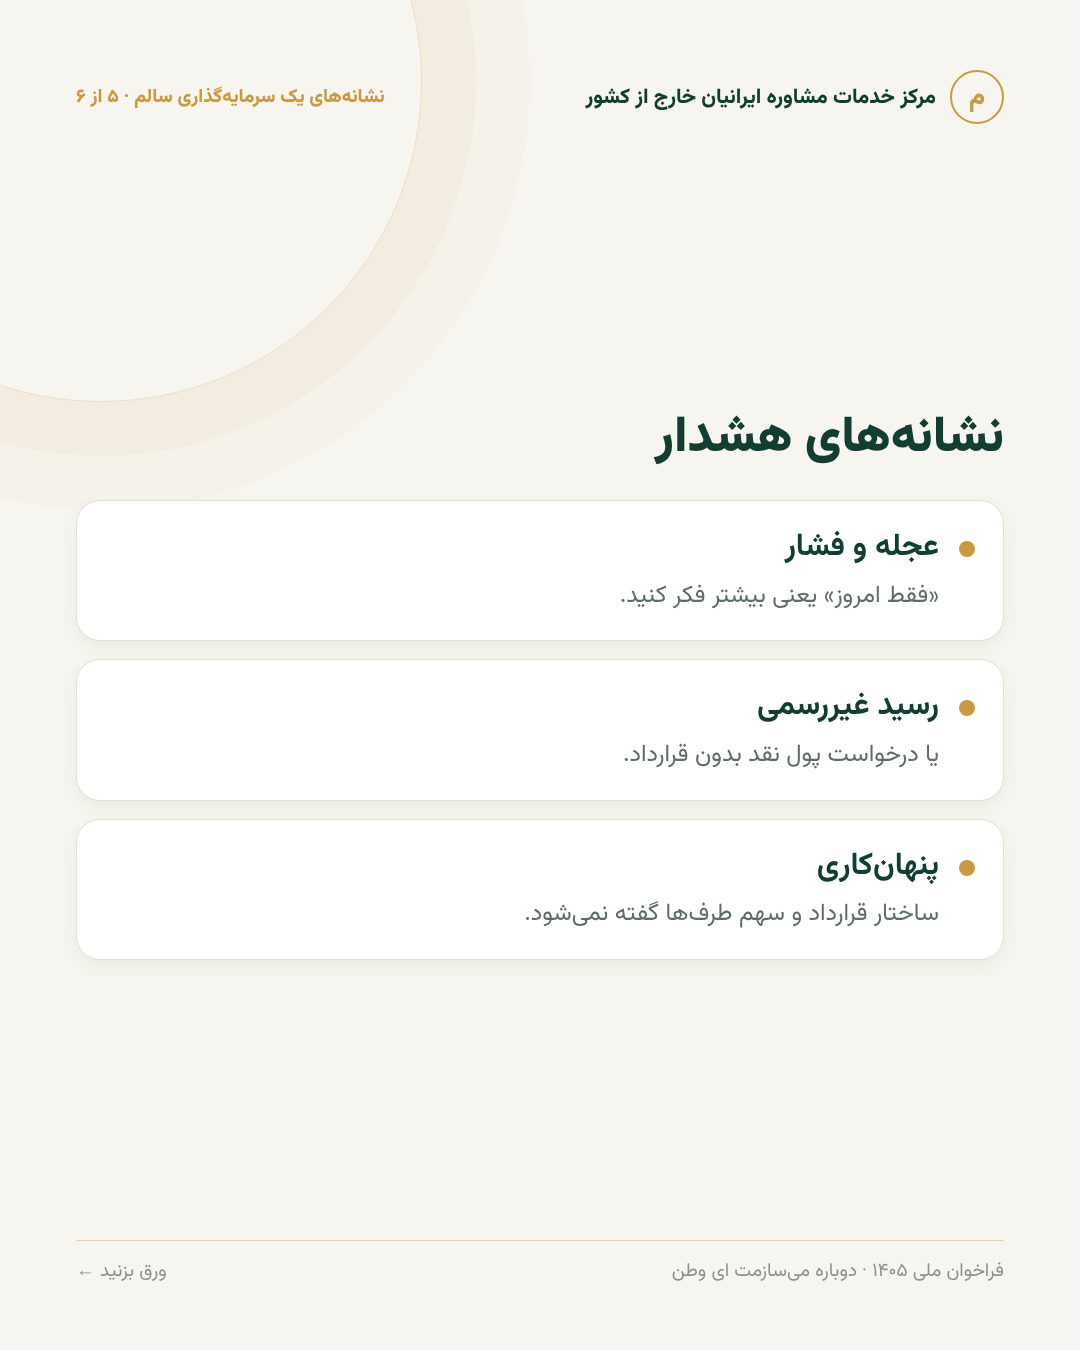 م
مرکز خدمات مشاوره ایرانیان خارج از کشور
نشانه‌های یک سرمایه‌گذاری سالم · ۵ از ۶
نشانه‌های هشدار
عجله و فشار
«فقط امروز» یعنی بیشتر فکر کنید.
رسید غیررسمی
یا درخواست پول نقد بدون قرارداد.
پنهان‌کاری
ساختار قرارداد و سهم طرف‌ها گفته نمی‌شود.
فراخوان ملی ۱۴۰۵ · دوباره می‌سازمت ای وطن
ورق بزنید ←